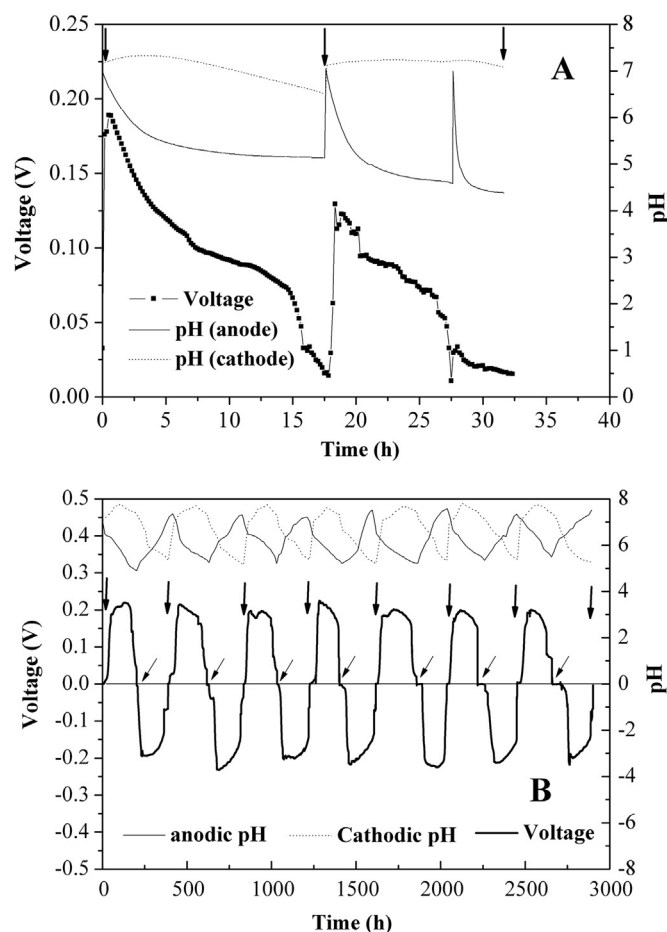 0.25
0.20
0.15
0.10
0.05
0.00
Voltage (V)
A
Voltage
pH (anode)
pH (cathode)
8
7
6
5
4
3
2
1
0
pH
0 5 10 15 20 25 30 35 40
Time (h)
0.5
0.4
0.3
0.2
0.1
0.0
-0.1
-0.2
-0.3
-0.4
-0.5
Voltage (V)
B
anodic pH Cathodic pH Voltage
8
6
4
2
0
-2
-4
-6
-8
pH
0 500 1000 1500 2000 2500 3000
Time (h)